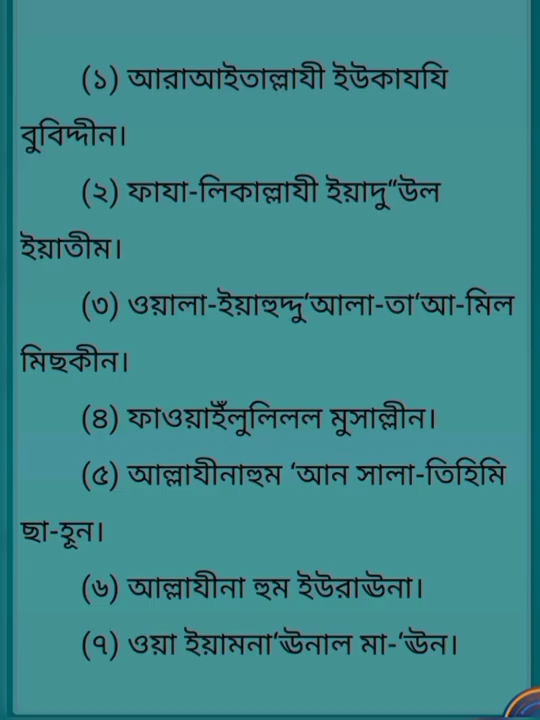 (১) আরাআইতাল্লাযী ইউকাযযি
বুবিদ্দীন।
(২) ফাযা-লিকাল্লাযী ইয়াদু“উল
ইয়াতীম।
(৩) ওয়ালা-ইয়াহুদ্দু‘আলা-তা‘আ-মিল
মিছকীন।
(৪) ফাওয়াইঁলুলিলল মুসাল্লীন।
(৫) আল্লাযীনাহুম ‘আন সালা-তিহিমি
ছা-হূন।
(৬) আল্লাযীনা হুম ইউরাঊনা।
(৭) ওয়া ইয়ামনা‘ঊনাল মা-‘ঊন।